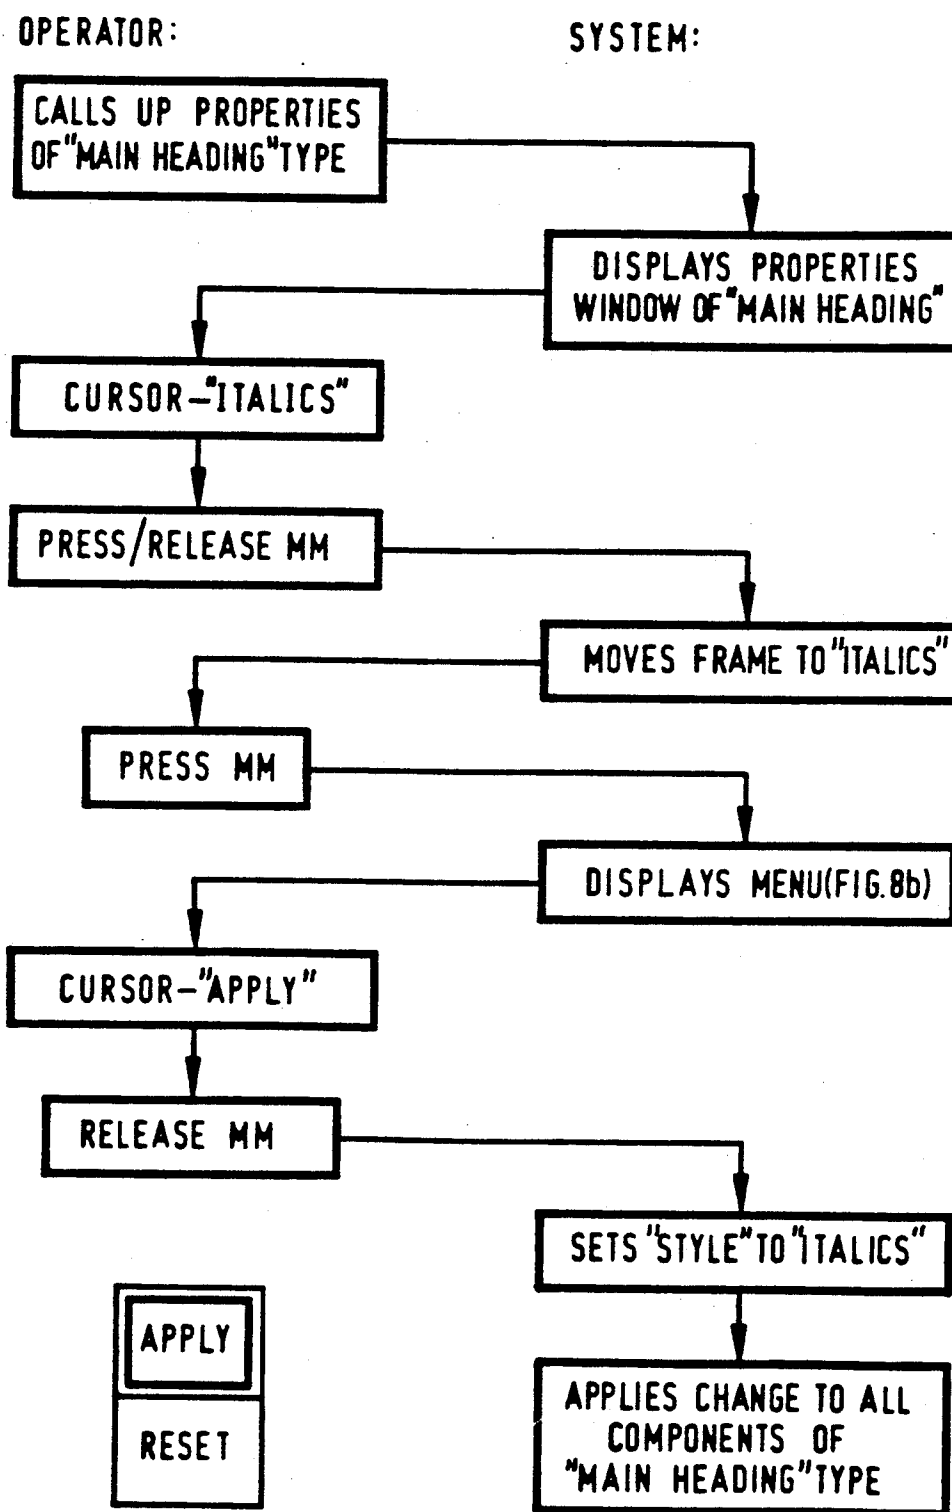 OPERATOR:
SYSTEM:
CALLS UP PROPERTIES
OF "MAIN HEADING" TYPE
DISPLAYS PROPERTIES
WINDOW OF "MAIN HEADING"
CURSOR-"ITALICS"
PRESS/RELEASE MM
MOVES FRAME TO "ITALICS"
PRESS MM
DISPLAYS MENU(FIG.8b)
CURSOR-"APPLY"
RELEASE MM
SETS "STYLE" TO "ITALICS"
APPLY
RESET
APPLIES CHANGE TO ALL
COMPONENTS OF
"MAIN HEADING" TYPE